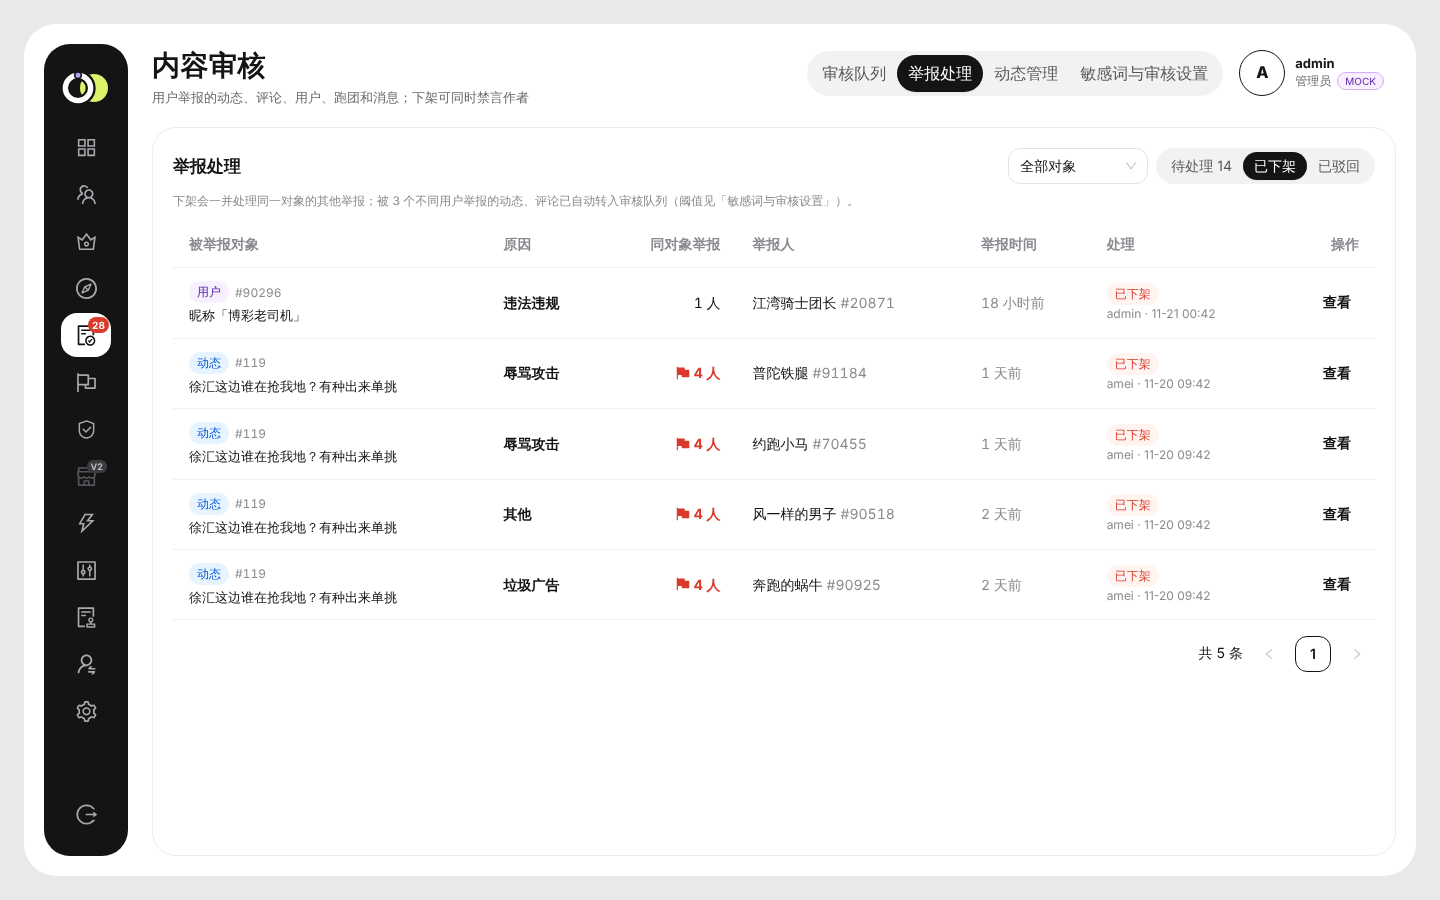 内容审核
用户举报的动态、评论、用户、跑团和消息；下架可同时禁言作者
审核队列 举报处理 动态管理 敏感词与审核设置
A
admin
管理员 MOCK
28
V2
举报处理
全部对象
待处理 14 已下架 已驳回
下架会一并处理同一对象的其他举报；被 3 个不同用户举报的动态、评论已自动转入审核队列（阈值见「敏感词与审核设置」）。
被举报对象 原因 同对象举报 举报人 举报时间 处理 操作
用户 #90296
昵称「博彩老司机」
违法违规 1 人 江湾骑士团长 #20871 18 小时前
已下架
admin · 11-21 00:42
查看
动态 #119
徐汇这边谁在抢我地？有种出来单挑
辱骂攻击 4 人 普陀铁腿 #91184 1 天前
已下架
amei · 11-20 09:42
查看
动态 #119
徐汇这边谁在抢我地？有种出来单挑
辱骂攻击 4 人 约跑小马 #70455 1 天前
已下架
amei · 11-20 09:42
查看
动态 #119
徐汇这边谁在抢我地？有种出来单挑
其他 4 人 风一样的男子 #90518 2 天前
已下架
amei · 11-20 09:42
查看
动态 #119
徐汇这边谁在抢我地？有种出来单挑
垃圾广告 4 人 奔跑的蜗牛 #90925 2 天前
已下架
amei · 11-20 09:42
查看
共 5 条 1